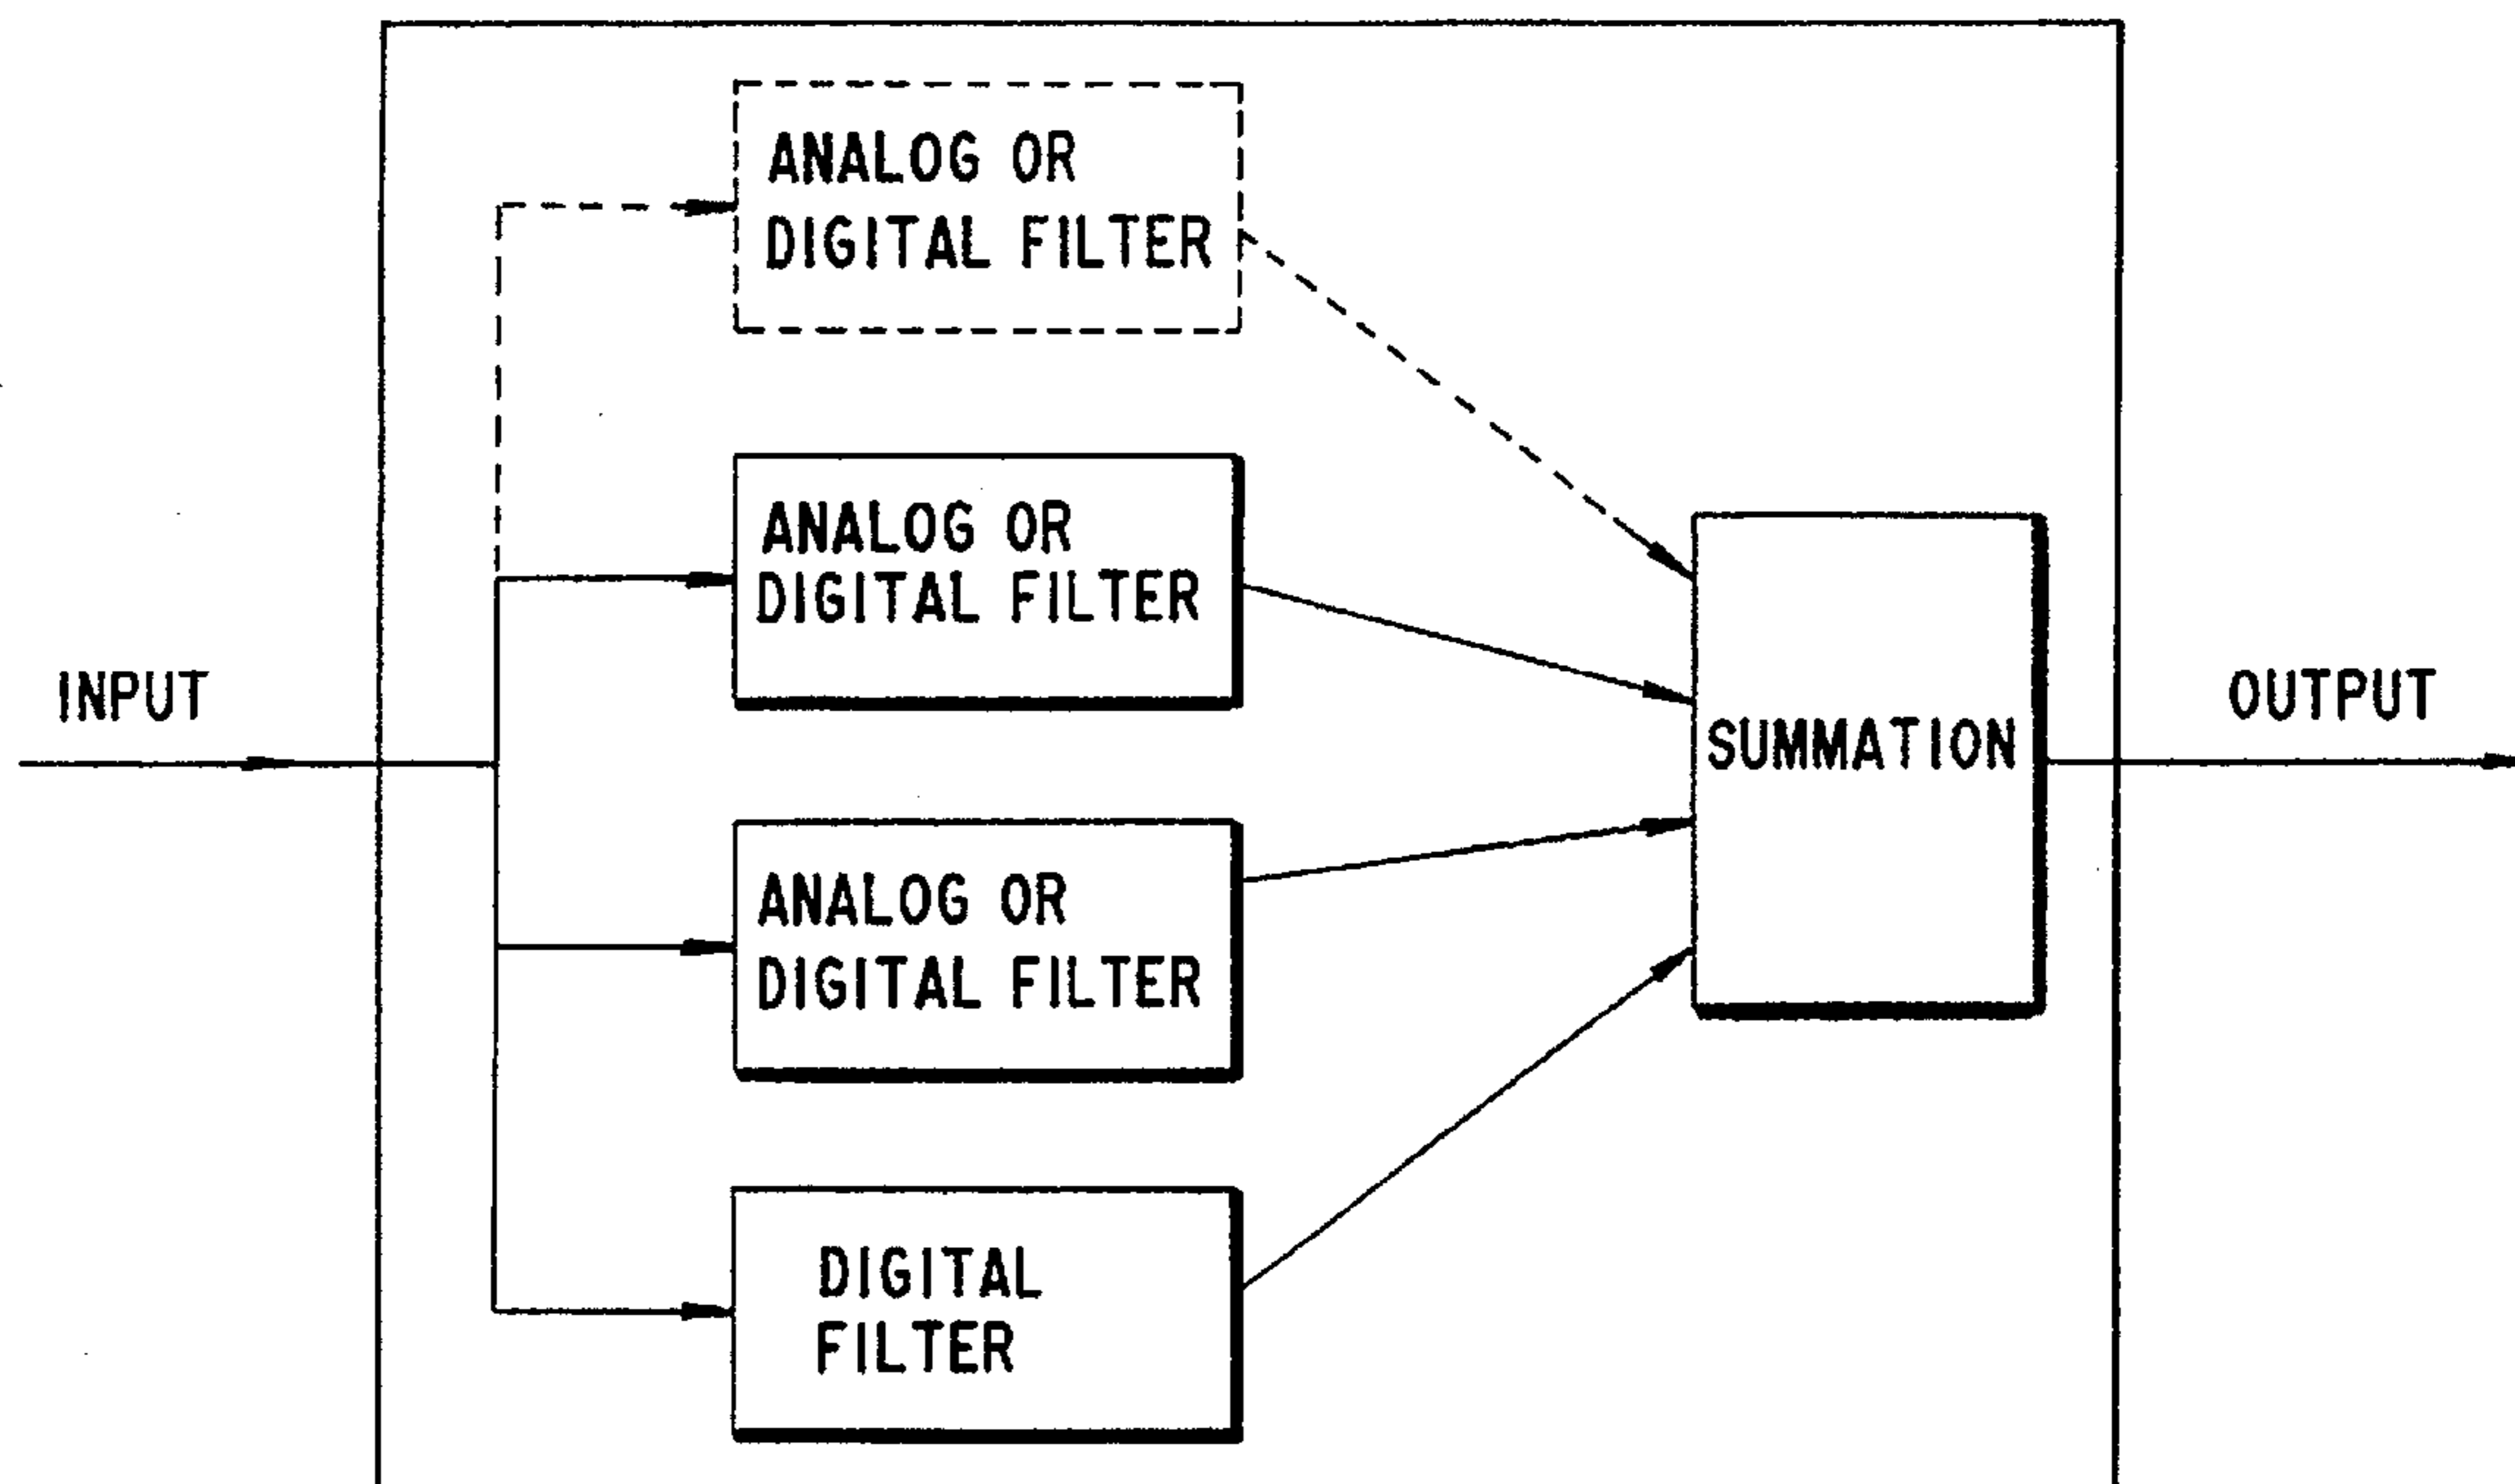 ANALOG OR
DIGITAL FILTER
ANALOG OR
DIGITAL FILTER
INPUT
SUMMATION
OUTPUT
ANALOG OR
DIGITAL FILTER
DIGITAL
FILTER